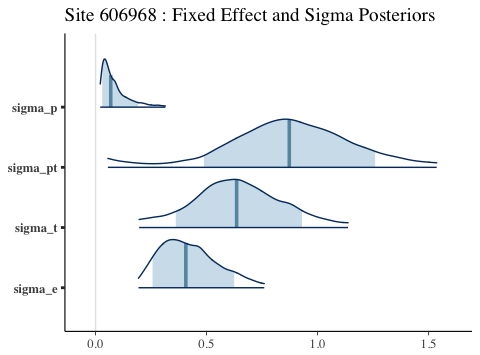 Site 606968 : Fixed Effect and Sigma Posteriors
sigma_p
sigma_pt
sigma_t
sigma_e
0.0 0.5 1.0 1.5